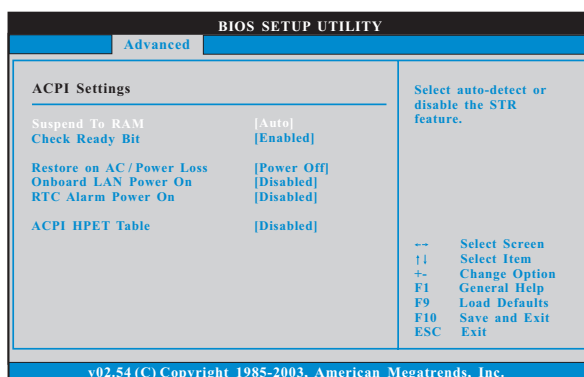 BIOS SETUP UTILITY
Advanced
ACPI Settings
Suspend To RAM [Auto]
Check Ready Bit [Enabled]
Restore on AC / Power Loss [Power Off]
Onboard LAN Power On [Disabled]
RTC Alarm Power On [Disabled]
ACPI HPET Table [Disabled]
Select auto-detect or
disable the STR
feature.
←→ Select Screen
↑↓ Select Item
+- Change Option
F1 General Help
F9 Load Defaults
F10 Save and Exit
ESC Exit
v02.54 (C) Copyright 1985-2003, American Megatrends, Inc.